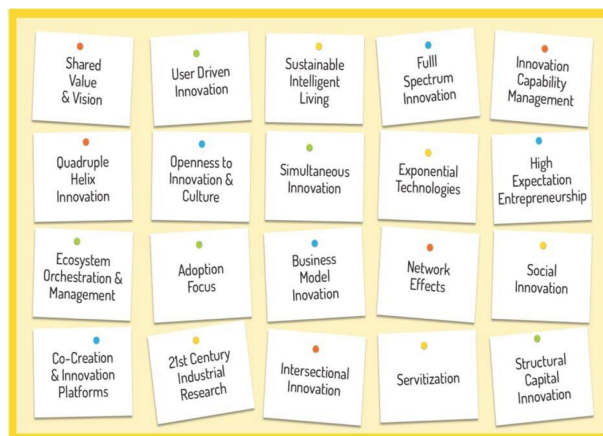 Shared
Value
& Vision
User Driven
Innovation
Sustainable
Intelligent
Living
Fulll
Spectrum
Innovation
Innovation
Capability
Management
Quadruple
Helix
Innovation
Openness to
Innovation &
Culture
Simultaneous
Innovation
Exponential
Technologies
High
Expectation
Entrepreneurship
Ecosystem
Orchestration &
Management
Adoption
Focus
Business
Model
Inovation
Network
Effects
Social
Innovation
Co-Creation
& Innovation
Platforms
21st Century
Industrial
Research
Intersectional
Innovation
Servitization
Structural
Capital
Innovation